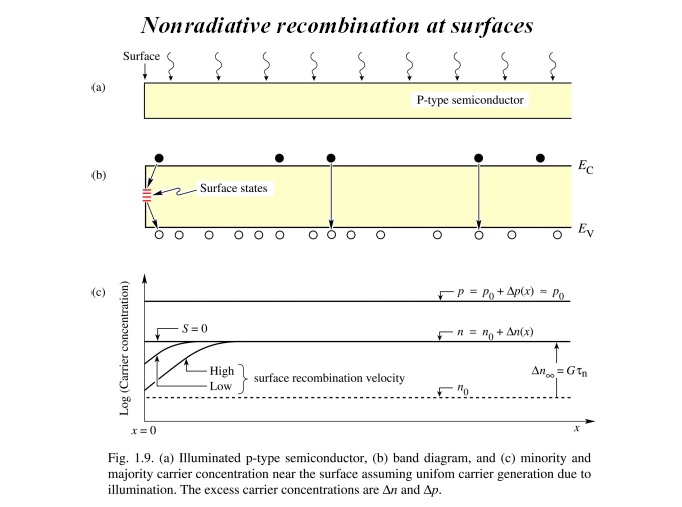 Nonradiative recombination at surfaces
Surface
(a)
P-type semiconductor
(b)
E_C
Surface states
E_V
(c)
Log (Carrier concentration)
p = p_0 + Δp(x) ≈ p_0
S = 0
n = n_0 + Δn(x)
High
Low
surface recombination velocity
Δn_∞ = Gτ_n
n_0
x = 0
x
Fig. 1.9. (a) Illuminated p-type semiconductor, (b) band diagram, and (c) minority and
majority carrier concentration near the surface assuming unifom carrier generation due to
illumination. The excess carrier concentrations are Δn and Δp.